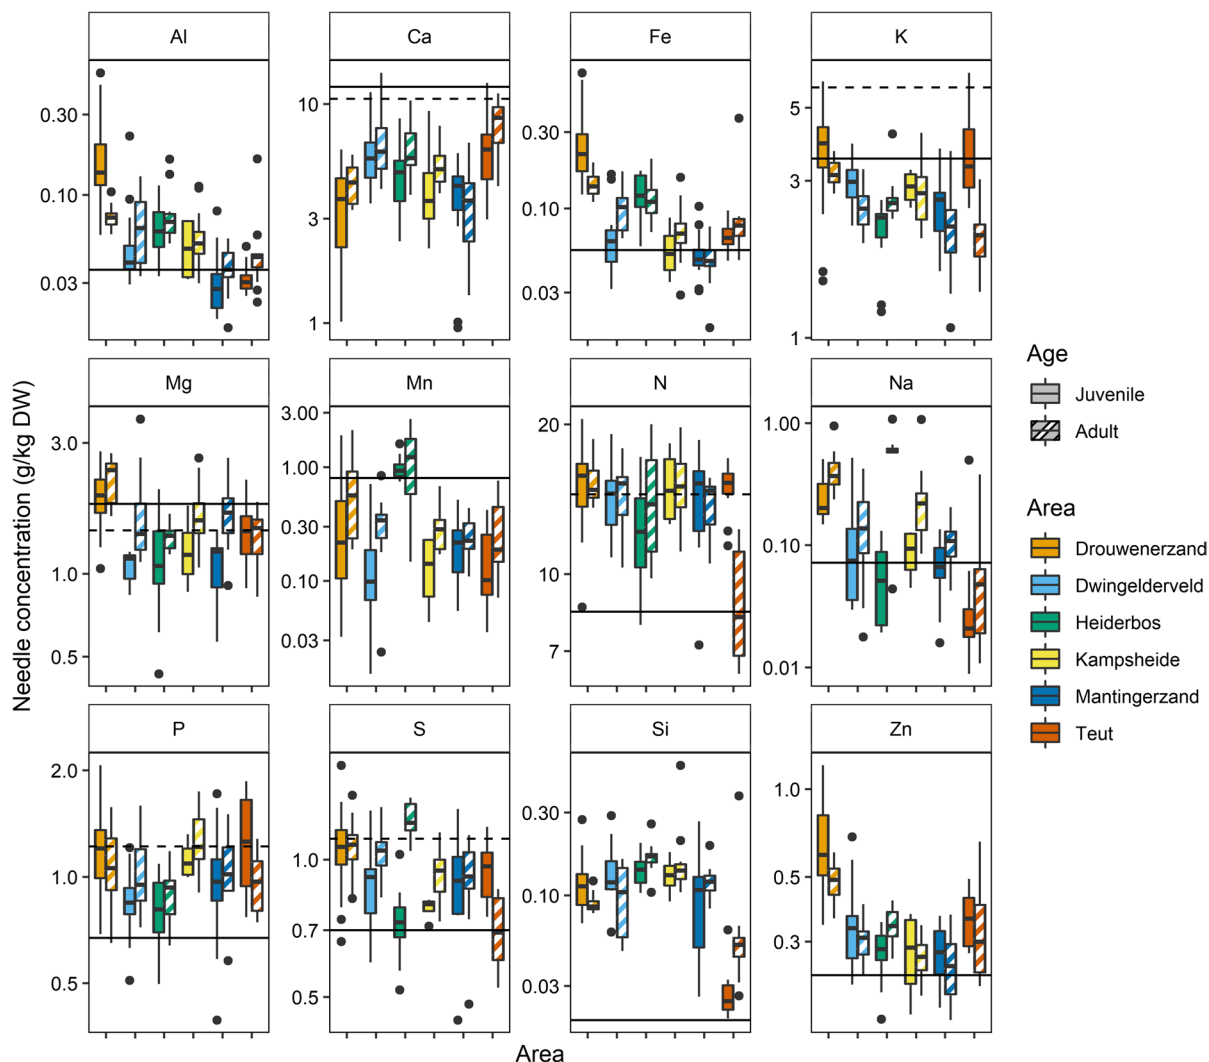 Al Ca Fe K
0.30
0.10
0.03
10
3
1
0.30
0.10
0.03
5
3
1
Mg Mn N Na
3.0
1.0
0.5
3.00
1.00
0.30
0.10
0.03
20
10
7
1.00
0.10
0.01
P S Si Zn
2.0
1.0
0.5
1.0
0.7
0.5
0.30
0.10
0.03
1.0
0.5
0.3
Needle concentration (g/kg DW)
Area
Age
Juvenile
Adult
Area
Drouwenerzand
Dwingelderveld
Heiderbos
Kampsheide
Mantingerzand
Teut